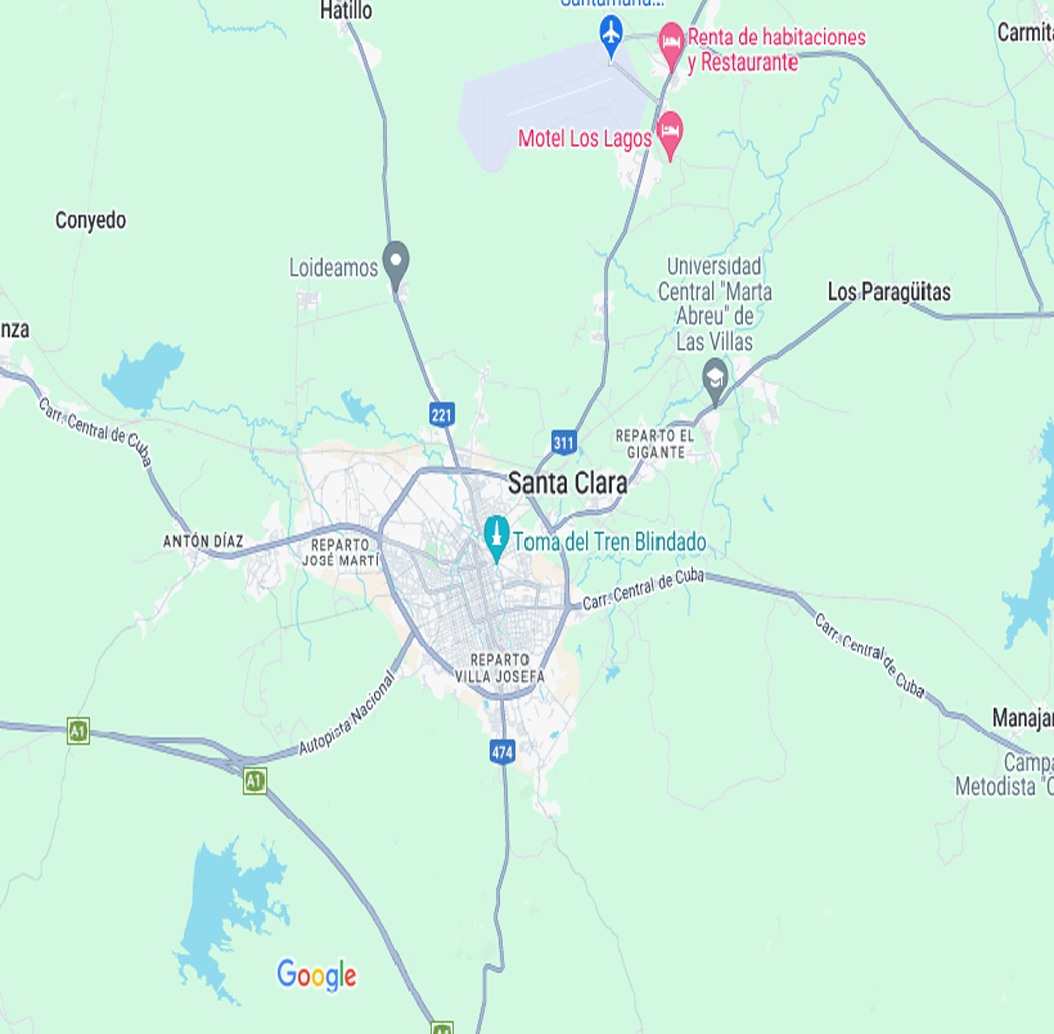 Hatillo
Renta de habitaciones
y Restaurante
Carmita
Motel Los Lagos
Conyedo
Loideamos
Universidad
Central "Marta
Abreu" de
Las Villas
Los Paragüitas
nza
Carr. Central de Cuba
221
311
REPARTO EL
GIGANTE
Santa Clara
Toma del Tren Blindado
ANTÓN DÍAZ
REPARTO
JOSÉ MARTÍ
Carr. Central de Cuba
Carr. Central de Cuba
REPARTO
VILLA JOSEFA
Autopista Nacional
A1
474
A1
Manajan
Campa
Metodista "C
Google